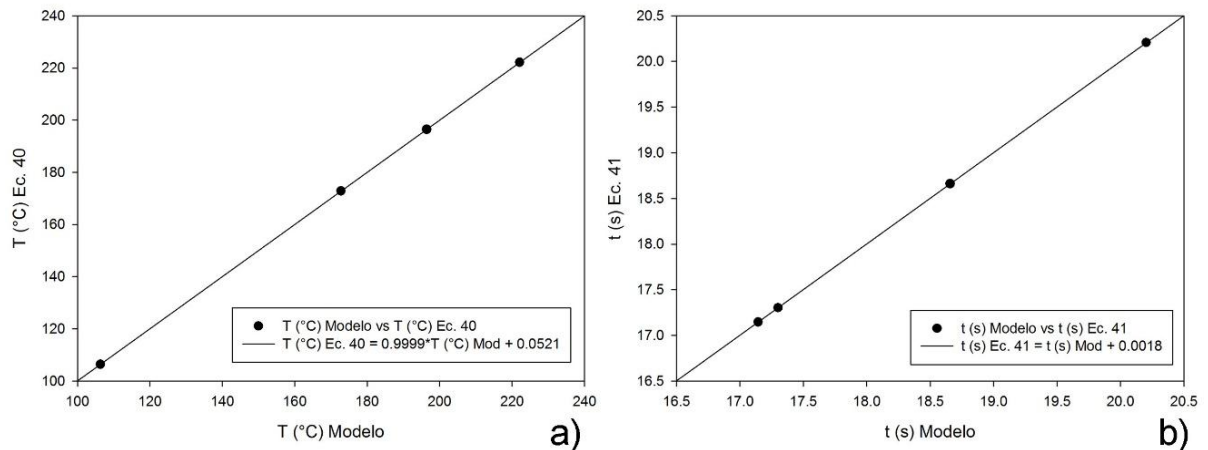 240
220
200
180
160
140
120
100
T (°C) Ec. 40
T (°C) Modelo vs T (°C) Ec. 40
T (°C) Ec. 40 = 0.9999*T (°C) Mod + 0.0521
100 120 140 160 180 200 220 240
T (°C) Modelo
a)
20.5
20.0
19.5
19.0
18.5
18.0
17.5
17.0
16.5
t (s) Ec. 41
t (s) Modelo vs t (s) Ec. 41
t (s) Ec. 41 = t (s) Mod + 0.0018
16.5 17.0 17.5 18.0 18.5 19.0 19.5 20.0 20.5
t (s) Modelo
b)